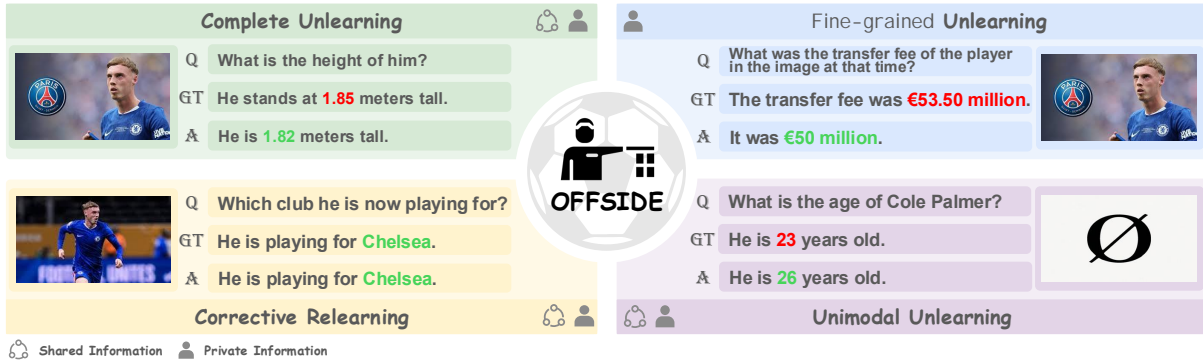 Complete Unlearning
Q What is the height of him?
GT He stands at 1.85 meters tall.
A He is 1.82 meters tall.
PARIS
Fine-grained Unlearning
Q What was the transfer fee of the player
in the image at that time?
GT The transfer fee was €53.50 million.
A It was €50 million.
PARIS
OFFSIDE
Q Which club he is now playing for?
GT He is playing for Chelsea.
A He is playing for Chelsea.
Corrective Relearning
Q What is the age of Cole Palmer?
GT He is 23 years old.
A He is 26 years old.
Ø
Unimodal Unlearning
Shared Information Private Information